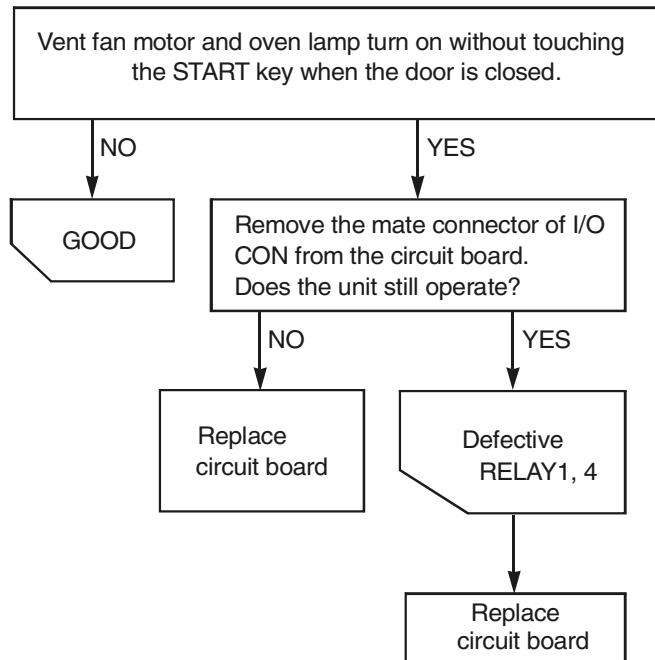 Vent fan motor and oven lamp turn on without touching
the START key when the door is closed.
NO
YES
GOOD
Remove the mate connector of I/O
CON from the circuit board.
Does the unit still operate?
NO
YES
Replace
circuit board
Defective
RELAY1, 4
Replace
circuit board